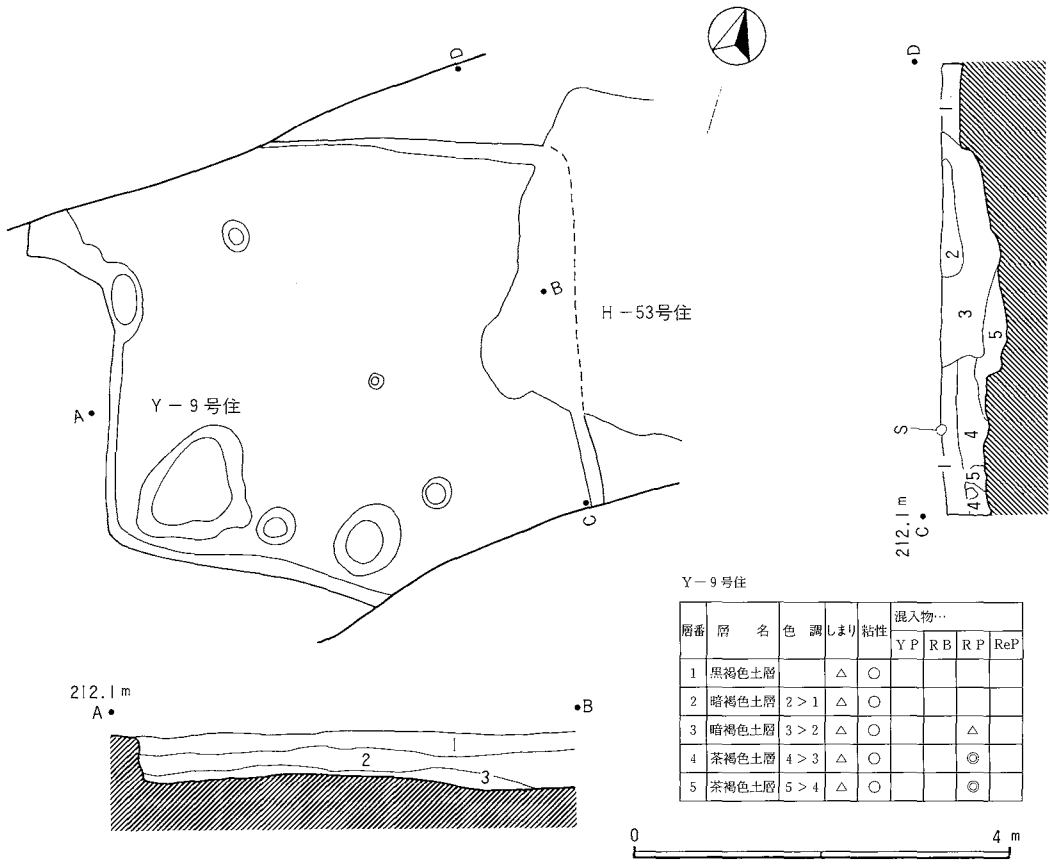 D
D
1
2
3
5
4
S
1
5
4
212.1m
C
B
H－53号住
A
Y－9号住
C
Y－9号住
層番 層名 色調 しまり 粘性 混入物…
YP RB RP ReP
1 黒褐色土層 △ ○
2 暗褐色土層 2＞1 △ ○
3 暗褐色土層 3＞2 △ ○ △
4 茶褐色土層 4＞3 △ ○ ◎
5 茶褐色土層 5＞4 △ ○ ◎
212.1m
A B
1
2
3
0 4m